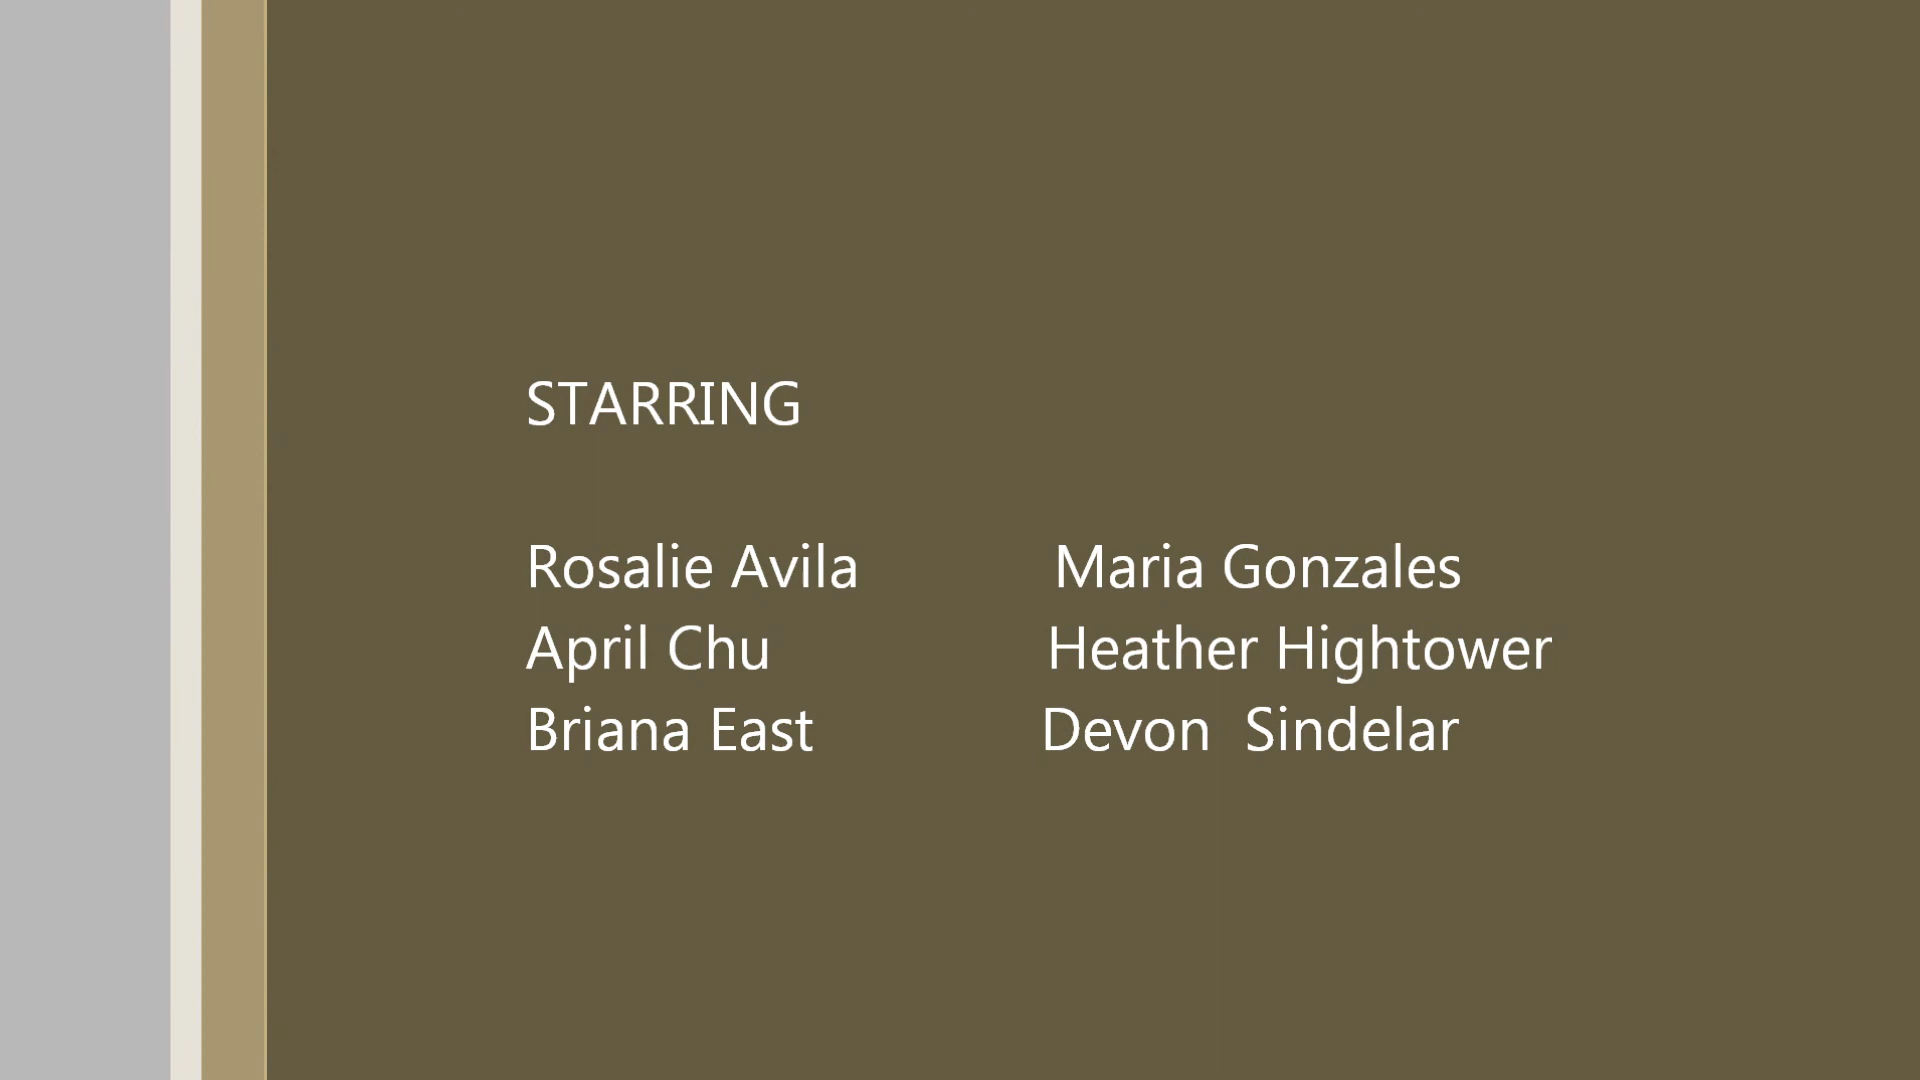 STARRING
Rosalie Avila Maria Gonzales
April Chu Heather Hightower
Briana East Devon Sindelar